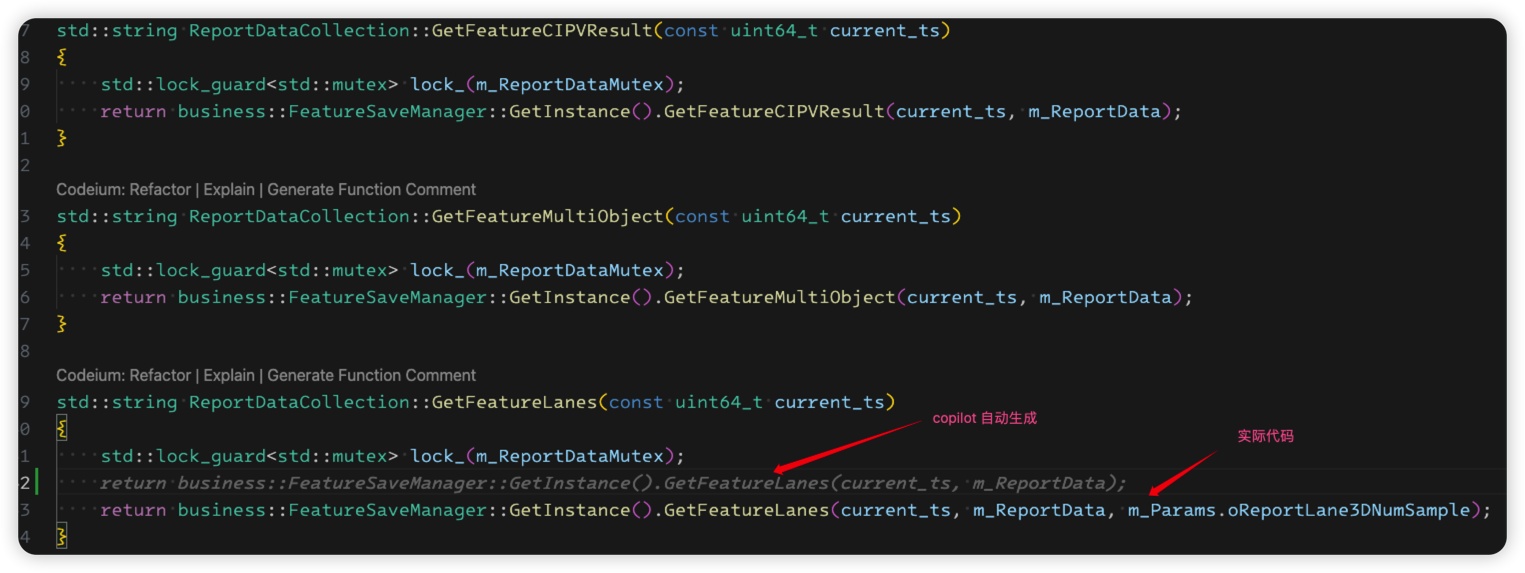 7 std::string ReportDataCollection::GetFeatureCIPVResult(const uint64_t current_ts)
8 {
9 ····std::lock_guard<std::mutex> lock_(m_ReportDataMutex);
0 ····return business::FeatureSaveManager::GetInstance().GetFeatureCIPVResult(current_ts, m_ReportData);
1 }
2
Codeium: Refactor | Explain | Generate Function Comment
3 std::string ReportDataCollection::GetFeatureMultiObject(const uint64_t current_ts)
4 {
5 ····std::lock_guard<std::mutex> lock_(m_ReportDataMutex);
6 ····return business::FeatureSaveManager::GetInstance().GetFeatureMultiObject(current_ts, m_ReportData);
7 }
8
Codeium: Refactor | Explain | Generate Function Comment
9 std::string ReportDataCollection::GetFeatureLanes(const uint64_t current_ts)
copilot 自动生成
0 {
实际代码
1 ····std::lock_guard<std::mutex> lock_(m_ReportDataMutex);
2 ····return business::FeatureSaveManager::GetInstance().GetFeatureLanes(current_ts, m_ReportData);
3 ····return business::FeatureSaveManager::GetInstance().GetFeatureLanes(current_ts, m_ReportData, m_Params.oReportLane3DNumSample);
4 }